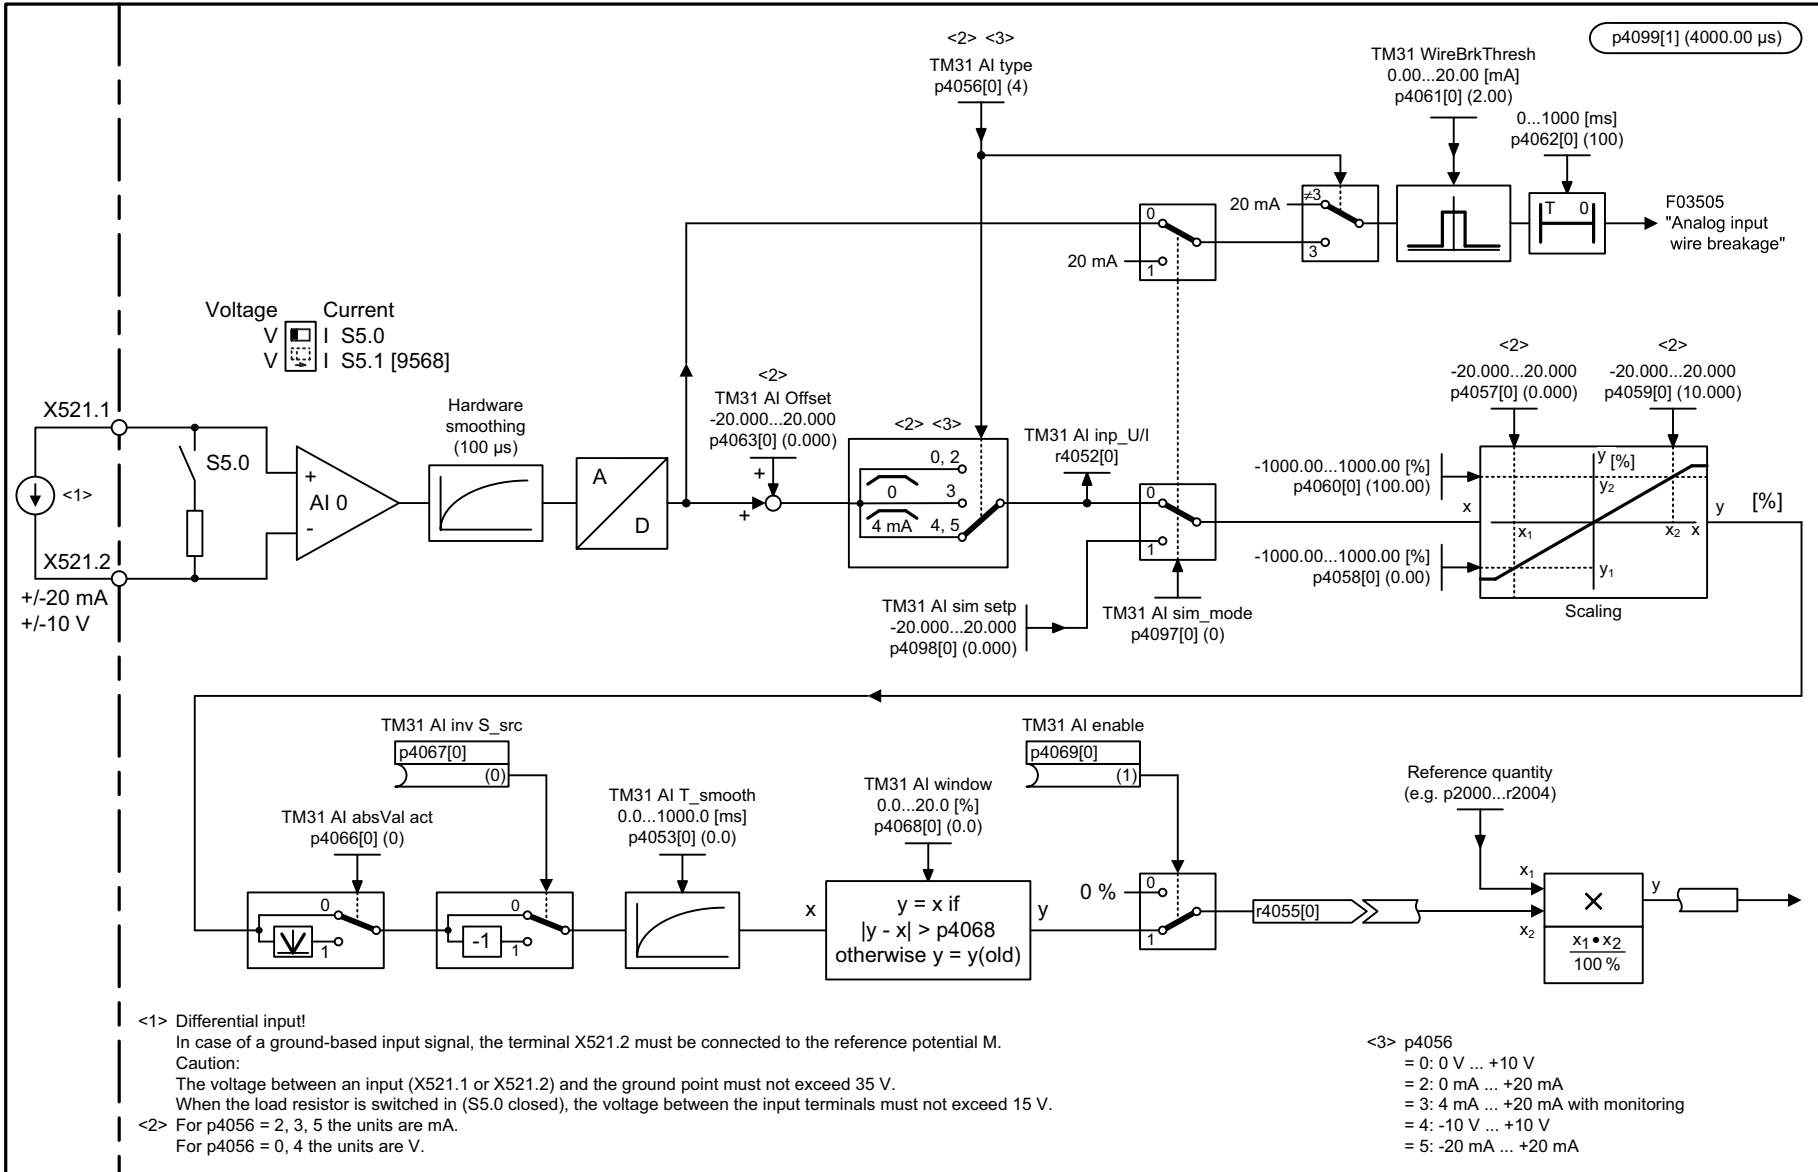 p4099[1] (4000.00 µs)
<2> <3>
TM31 AI type
p4056[0] (4)
TM31 WireBrkThresh
0.00...20.00 [mA]
p4061[0] (2.00)
0...1000 [ms]
p4062[0] (100)
≠3
20 mA
3
0
20 mA
1
T 0
F03505
"Analog input
wire breakage"
Voltage Current
V I S5.0
V I S5.1 [9568]
X521.1
S5.0
<1>
X521.2
+/-20 mA
+/-10 V
+
AI 0
-
Hardware
smoothing
(100 µs)
A
D
<2>
TM31 AI Offset
-20.000...20.000
p4063[0] (0.000)
+
+
<2> <3>
0, 2
0
3
4 mA
4, 5
TM31 AI inp_U/I
r4052[0]
0
1
TM31 AI sim setp
-20.000...20.000
p4098[0] (0.000)
TM31 AI sim_mode
p4097[0] (0)
<2>
-20.000...20.000
p4057[0] (0.000)
<2>
-20.000...20.000
p4059[0] (10.000)
-1000.00...1000.00 [%]
p4060[0] (100.00)
-1000.00...1000.00 [%]
p4058[0] (0.00)
x
y [%]
y2
x1
x2 x
y1
y
[%]
Scaling
TM31 AI absVal act
p4066[0] (0)
0
1
TM31 AI inv S_src
p4067[0]
(0)
0
-1
1
TM31 AI T_smooth
0.0...1000.0 [ms]
p4053[0] (0.0)
TM31 AI window
0.0...20.0 [%]
p4068[0] (0.0)
x
y = x if
|y - x| > p4068
otherwise y = y(old)
y
TM31 AI enable
p4069[0]
(1)
0 %
0
1
r4055[0]
Reference quantity
(e.g. p2000...r2004)
x1
x2
×
x1 • x2
100 %
y
<1> Differential input!
In case of a ground-based input signal, the terminal X521.2 must be connected to the reference potential M.
Caution:
The voltage between an input (X521.1 or X521.2) and the ground point must not exceed 35 V.
When the load resistor is switched in (S5.0 closed), the voltage between the input terminals must not exceed 15 V.
<2> For p4056 = 2, 3, 5 the units are mA.
For p4056 = 0, 4 the units are V.
<3> p4056
= 0: 0 V ... +10 V
= 2: 0 mA ... +20 mA
= 3: 4 mA ... +20 mA with monitoring
= 4: -10 V ... +10 V
= 5: -20 mA ... +20 mA